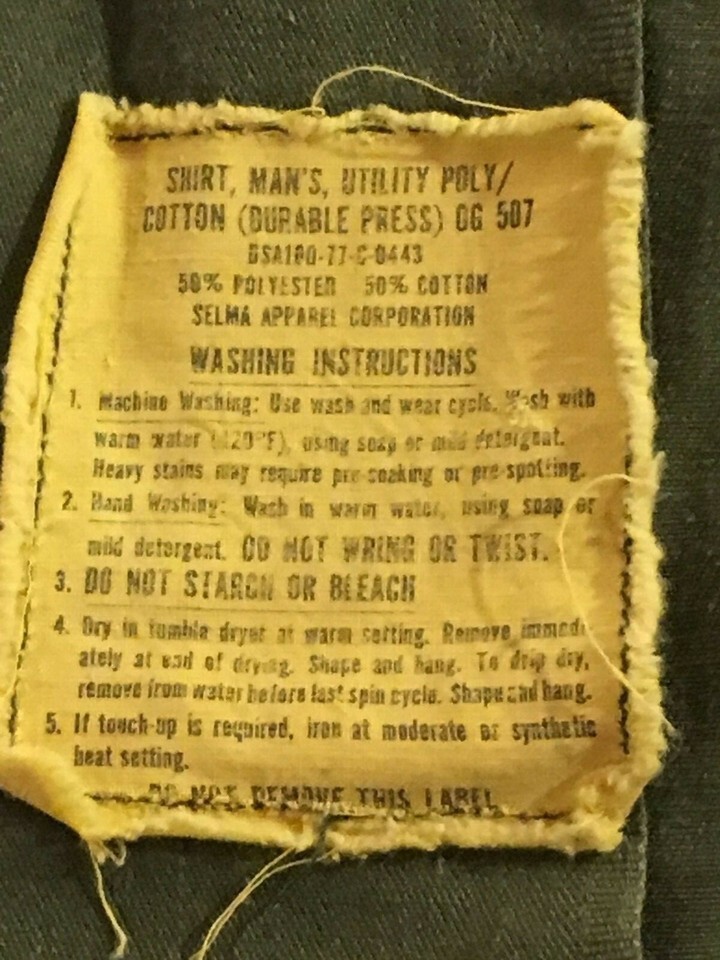 SHIRT, MAN'S, UTILITY POLY/
COTTON (DURABLE PRESS) OG 507
DSA100-77-C-0443
50% POLYESTER 50% COTTON
SELMA APPAREL CORPORATION
WASHING INSTRUCTIONS
1. Machine Washing: Use wash and wear cycle. Wash with
warm water (120°F), using soap or mild detergent.
Heavy stains may require pre-soaking or pre-spotting.
2. Hand Washing: Wash in warm water, using soap or
mild detergent. DO NOT WRING OR TWIST.
3. DO NOT STARCH OR BLEACH
4. Dry in tumble dryer at warm setting. Remove immedi-
ately at end of drying. Shape and hang. To drip dry,
remove from water before last spin cycle. Shape and hang.
5. If touch-up is required, iron at moderate or synthetic
heat setting.
DO NOT REMOVE THIS LABEL